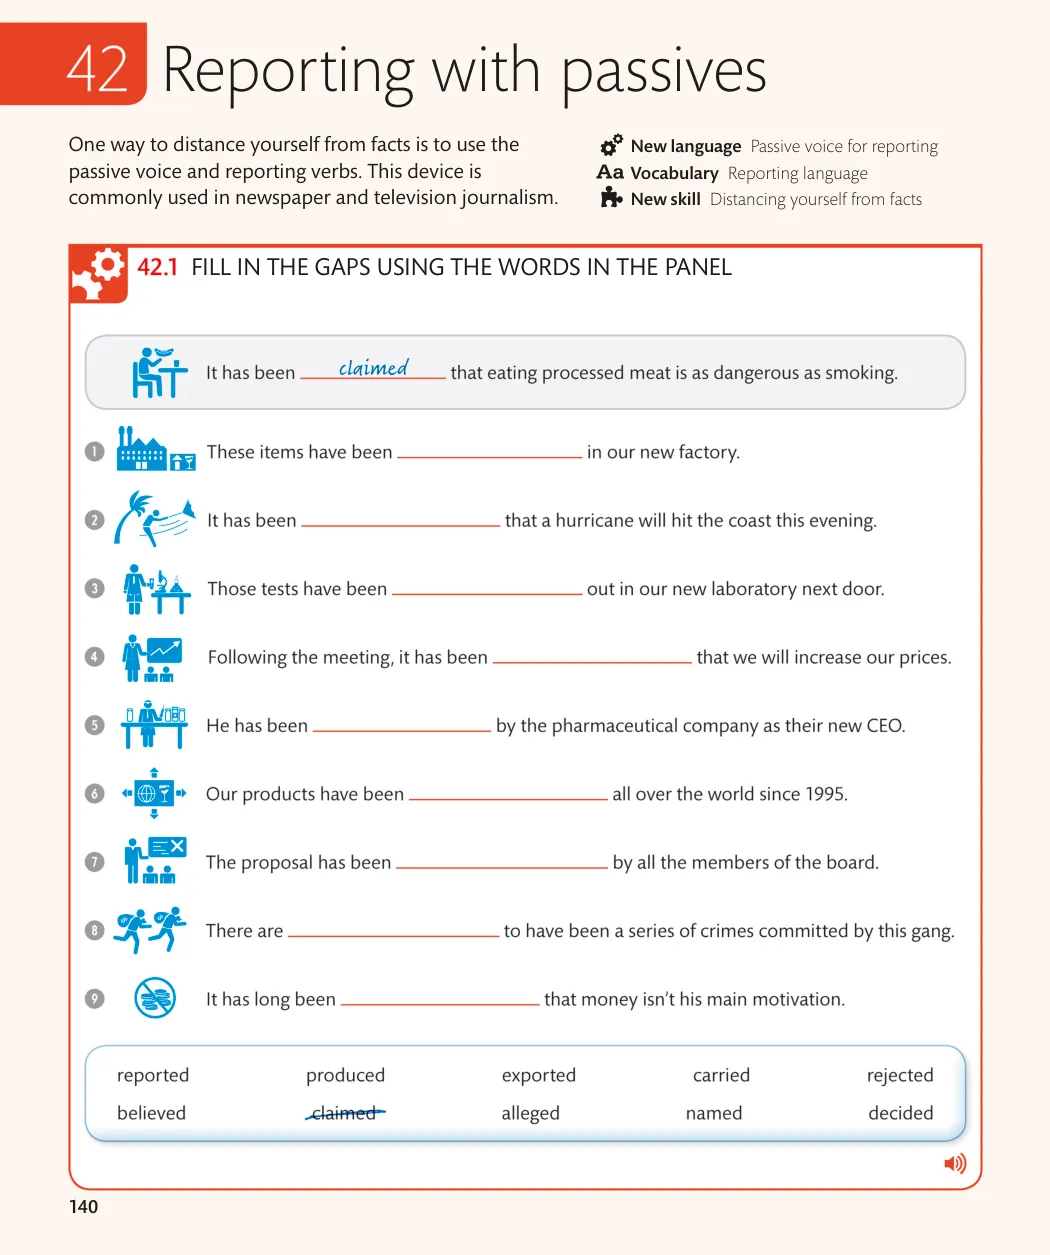 42 Reporting with passives
One way to distance yourself from facts is to use the
passive voice and reporting verbs. This device is
commonly used in newspaper and television journalism.
New language Passive voice for reporting
Aa Vocabulary Reporting language
New skill Distancing yourself from facts
42.1 FILL IN THE GAPS USING THE WORDS IN THE PANEL
It has been claimed that eating processed meat is as dangerous as smoking.
1 These items have been ____ in our new factory.
2 It has been ____ that a hurricane will hit the coast this evening.
3 Those tests have been ____ out in our new laboratory next door.
4 Following the meeting, it has been ____ that we will increase our prices.
5 He has been ____ by the pharmaceutical company as their new CEO.
6 Our products have been ____ all over the world since 1995.
7 The proposal has been ____ by all the members of the board.
8 There are ____ to have been a series of crimes committed by this gang.
9 It has long been ____ that money isn't his main motivation.
reported produced exported carried rejected
believed claimed alleged named decided
140